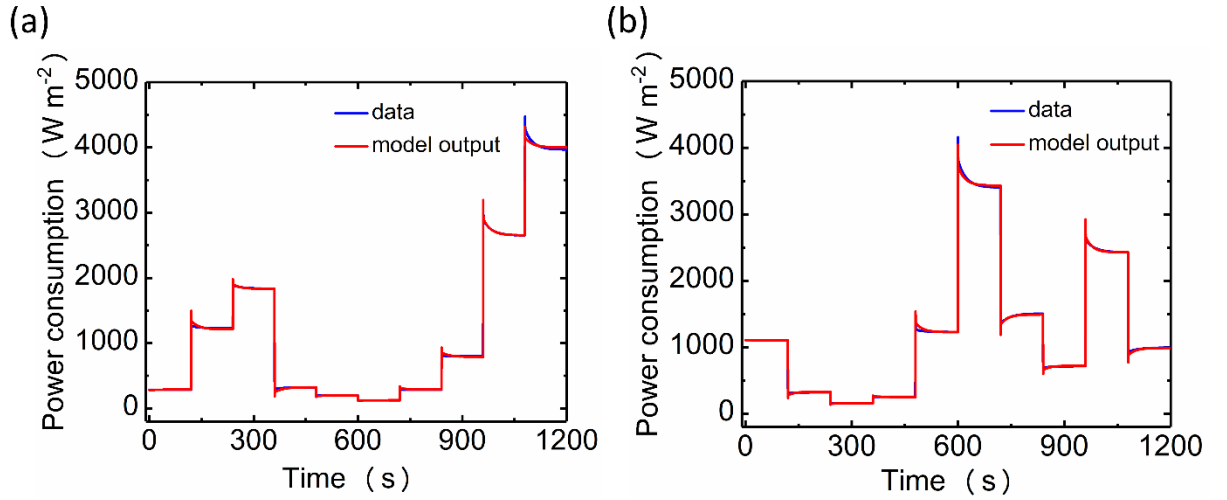 (a)
Power consumption (W m⁻²)
5000
4000
3000
2000
1000
0
data
model output
0 300 600 900 1200
Time (s)
(b)
Power consumption (W m⁻²)
5000
4000
3000
2000
1000
0
data
model output
0 300 600 900 1200
Time (s)